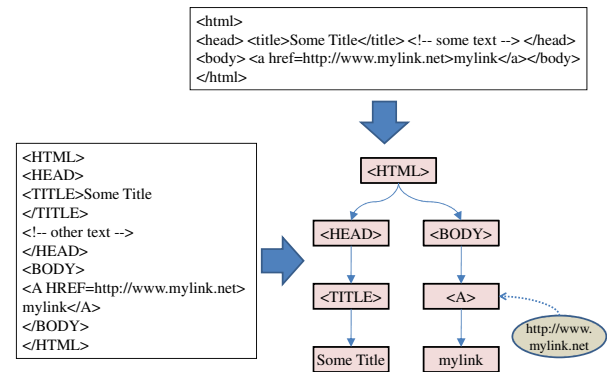 <html>
<head> <title>Some Title</title> <!-- some text --> </head>
<body> <a href=http://www.mylink.net>mylink</a></body>
</html>
<HTML>
<HEAD>
<TITLE>Some Title
</TITLE>
<!-- other text -->
</HEAD>
<BODY>
<A HREF=http://www.mylink.net>
mylink</A>
</BODY>
</HTML>
<HTML>
<HEAD> <BODY>
<TITLE> <A>
http://www.
mylink.net
Some Title mylink